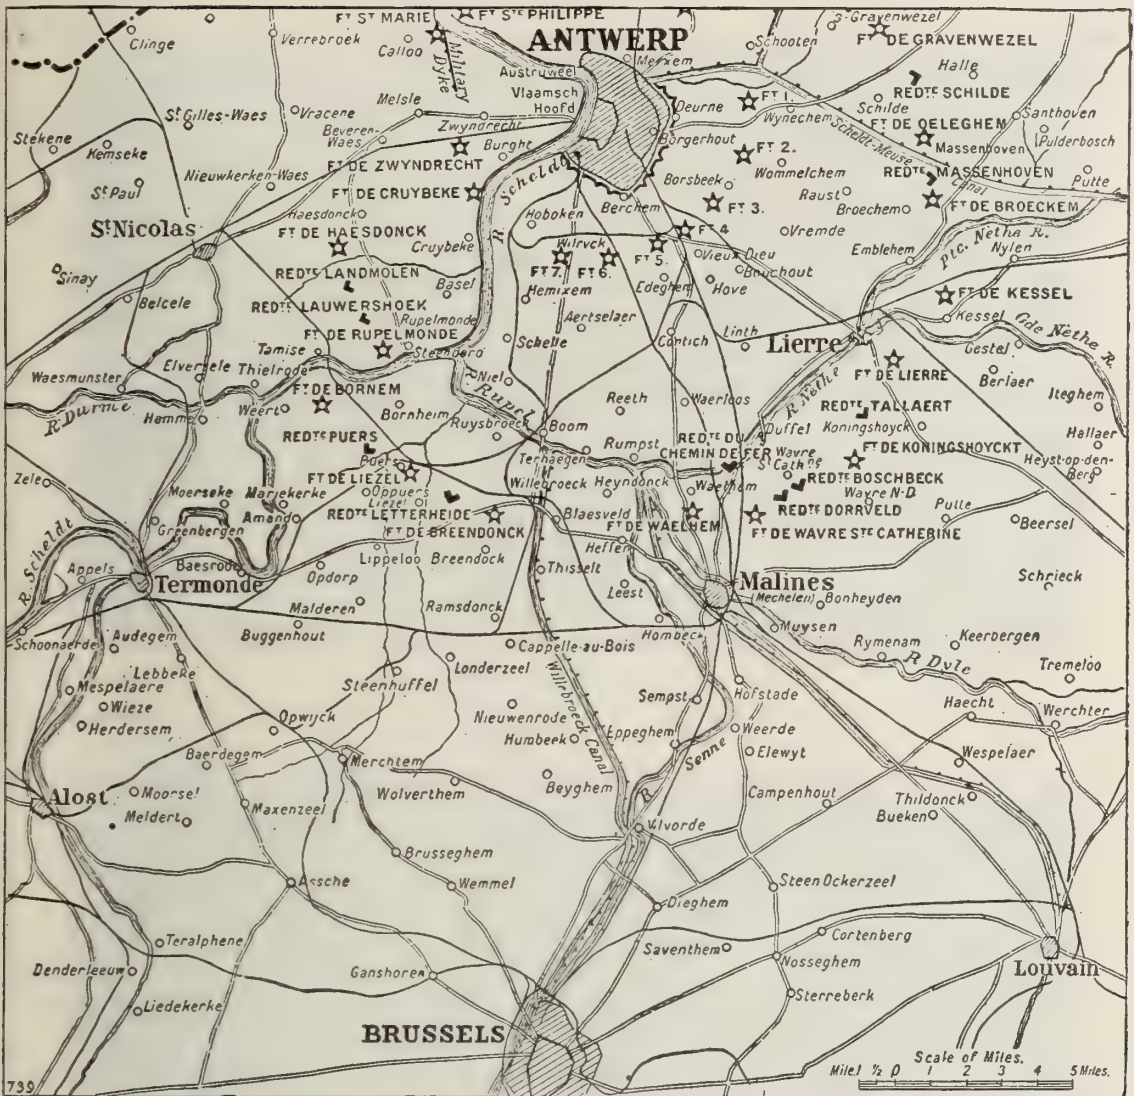 FT ST MARIE
FT STE PHILIPPE
S-Gravenwezel
Clinge
Verrebroek
Calloo
Military Dyke
ANTWERP
Merxem
Schooten
FT DE GRAVENWEZEL
Austruweel
Halle
REDTE SCHILDE
Vlaamsch Hoofd
Deurne
FT 1.
Schilde
Wynechem
Melsle
St Gilles-Waes
Vracene
Zwyndrecht
FT DE OELEGHEM
Santhoven
Stekene
Beveren-Waes
Borgerhout
Scheldt-Meuse Canal
Massenhoven
Pulderbosch
Kemseke
Burght
FT DE ZWYNDRECHT
FT 2.
Wommelchem
REDTE MASSENHOVEN
Putte
St Paul
Nieuwkerken-Waes
FT DE CRUYBEKE
R. Scheldt
Borsbeek
Raust
Berchem
FT 3.
Broechem
FT DE BROECKEM
Haesdonck
Hoboken
St Nicolas
FT DE HAESDONCK
Cruybeke
Wilryck
FT 4
Vremde
Pte. Nethe R.
FT 7.
FT 6.
FT 5.
Vieux Dieu
Emblehem
Nylen
Sinay
REDTE LANDMOLEN
Bouchout
Basel
Hemixem
Edeghem
Hove
Belcele
REDTE LAUWERSHOEK
FT DE KESSEL
Rupelmonde
Aertselaer
Kessel
FT DE RUPELMONDE
Schelle
Contich
Linth
Lierre
Gde Nethe R.
Tamise
Steendorp
Gestel
Waesmunster
Elversele
Thielrode
FT DE LIERRE
Berlaer
FT DE BORNEM
Niel
R. Rupel
R. Nethe
Iteghem
R. Durme
Weert
Bornheim
Reeth
Waerloos
REDTE TALLAERT
Hamme
Ruysbroeck
Boom
Duffel
Koningshoyck
Hallaer
REDTE PUERS
Rumpst
REDTE DU CHEMIN DE FER
Wavre St Cathne
FT DE KONINGSHOYCKT
Puers
Terhaegen
Heyst-op-den-Berg
Zele
FT DE LIEZEL
Willebroeck
Heyndonck
REDTE BOSCHBECK
Moerseke
Mariekerke
Oppuers
Liezel
Waelhem
Wavre N-D
Amand
REDTE LETTERHEIDE
REDTE DORRVELD
Putte
Greenbergen
Blaesveld
FT DE WAELHEM
Beersel
R. Scheldt
FT DE BREENDONCK
FT DE WAVRE STE CATHERINE
Heffen
Lippeloo
Breendock
Appels
Baesrode
Opdorp
Thisselt
Schrieck
Termonde
Malines
(Mechelen)
Bonheyden
Malderen
Ramsdonck
Leest
Schoonaerde
Audegem
Buggenhout
Hombeck
Muysen
Keerbergen
Cappelle-au-Bois
Rymenam
Lebbeke
Londerzeel
R. Dyle
Tremeloo
Mespelaere
Steenhuffel
Willebroeck Canal
Hofstade
Wieze
Sempst
Haecht
Herdersem
Opwyck
Nieuwenrode
Eppeghem
Weerde
Werchter
Humbeek
Elewyt
Baerdegem
Merchtem
R. Senne
Wespelaer
Moorsel
Beyghem
Alost
Wolverthem
Campenhout
Thildonck
Meldert
Maxenzeel
Bueken
Vilvorde
Brusseghem
Assche
Wemmel
Steen Ockerzeel
Dieghem
Teralphene
Cortenberg
Saventhem
Denderleeuw
Ganshoren
Nosseghem
Louvain
Liedekerke
Sterreberk
BRUSSELS
Scale of Miles.
Mile.1 ½ 0 1 2 3 4 5 Miles.
739